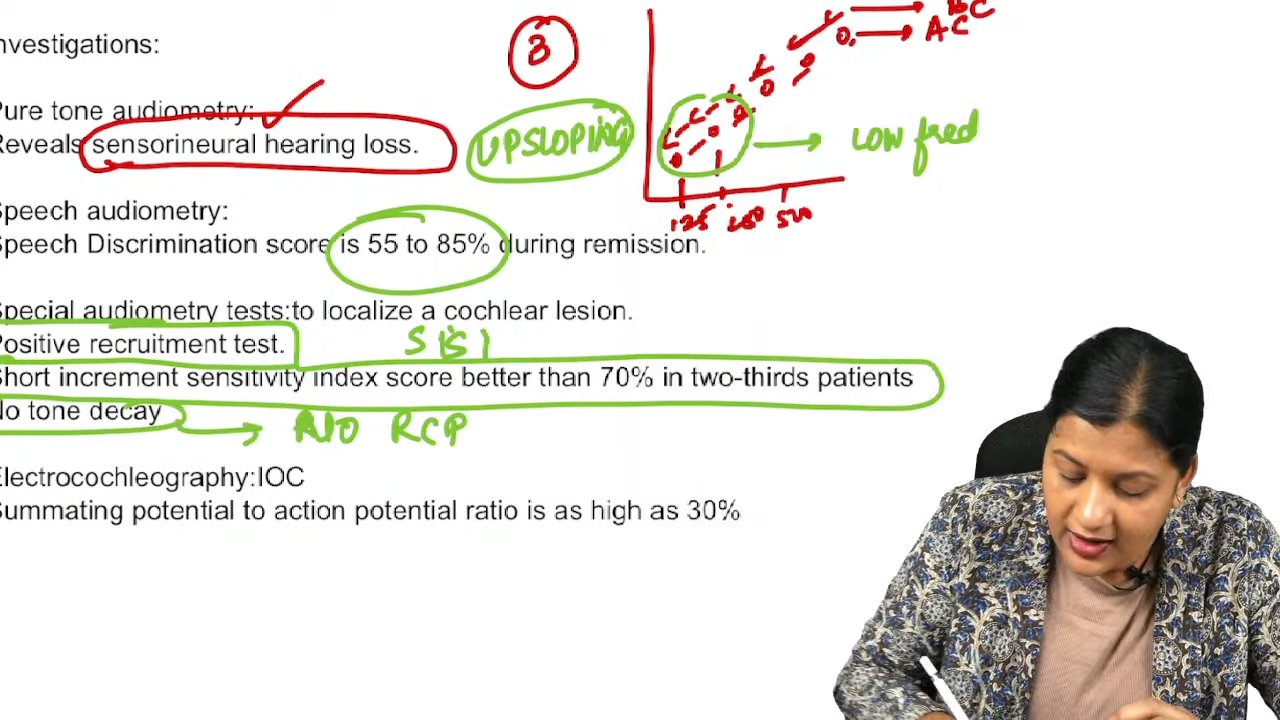 nvestigations:
3
BC
AC
Pure tone audiometry:
Reveals sensorineural hearing loss.
UPSLOPING
LOW freq
125 250 500
Speech audiometry:
Speech Discrimination score is 55 to 85% during remission.
Special audiometry tests:to localize a cochlear lesion.
Positive recruitment test.
SISI
Short increment sensitivity index score better than 70% in two-thirds patients
No tone decay
R/O RCP
Electrocochleography:IOC
Summating potential to action potential ratio is as high as 30%